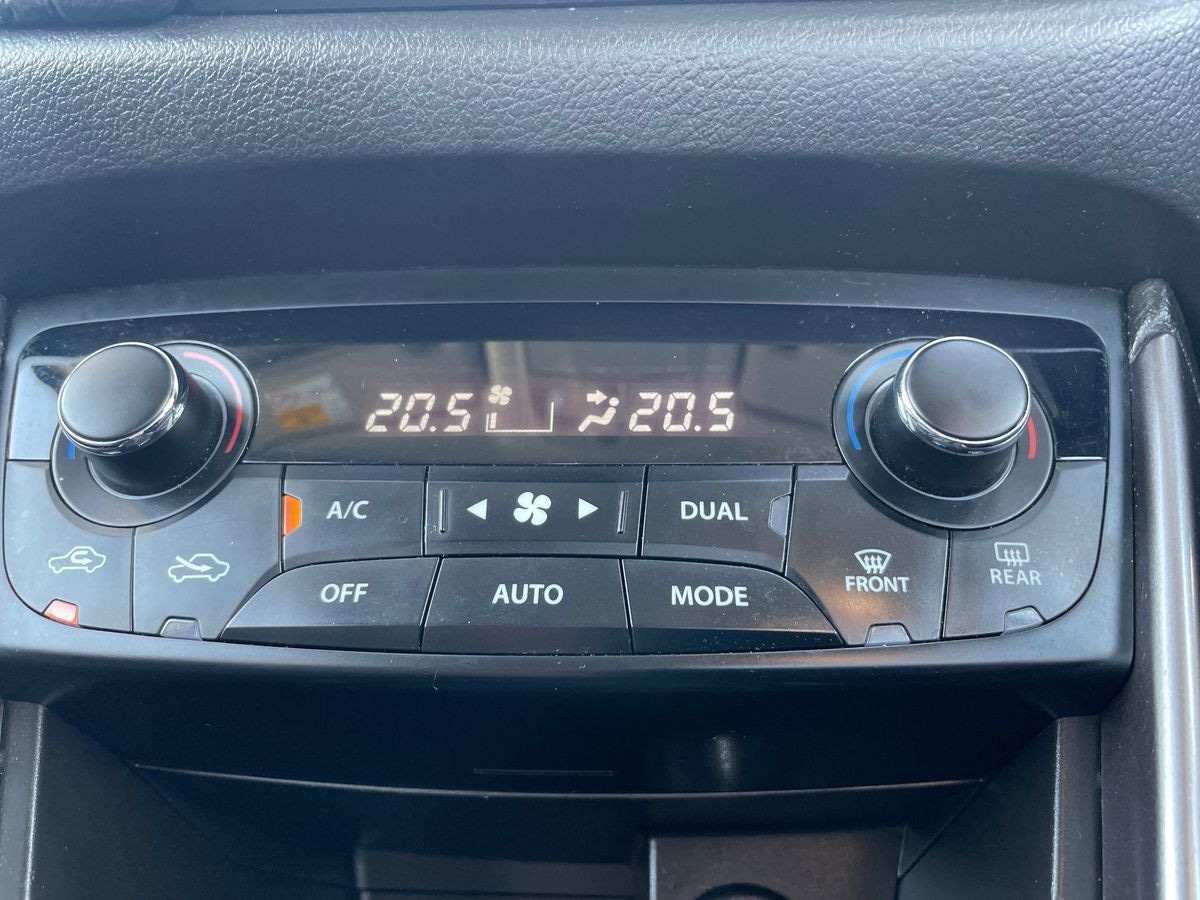 20.5 20.5
A/C DUAL
OFF AUTO MODE FRONT REAR